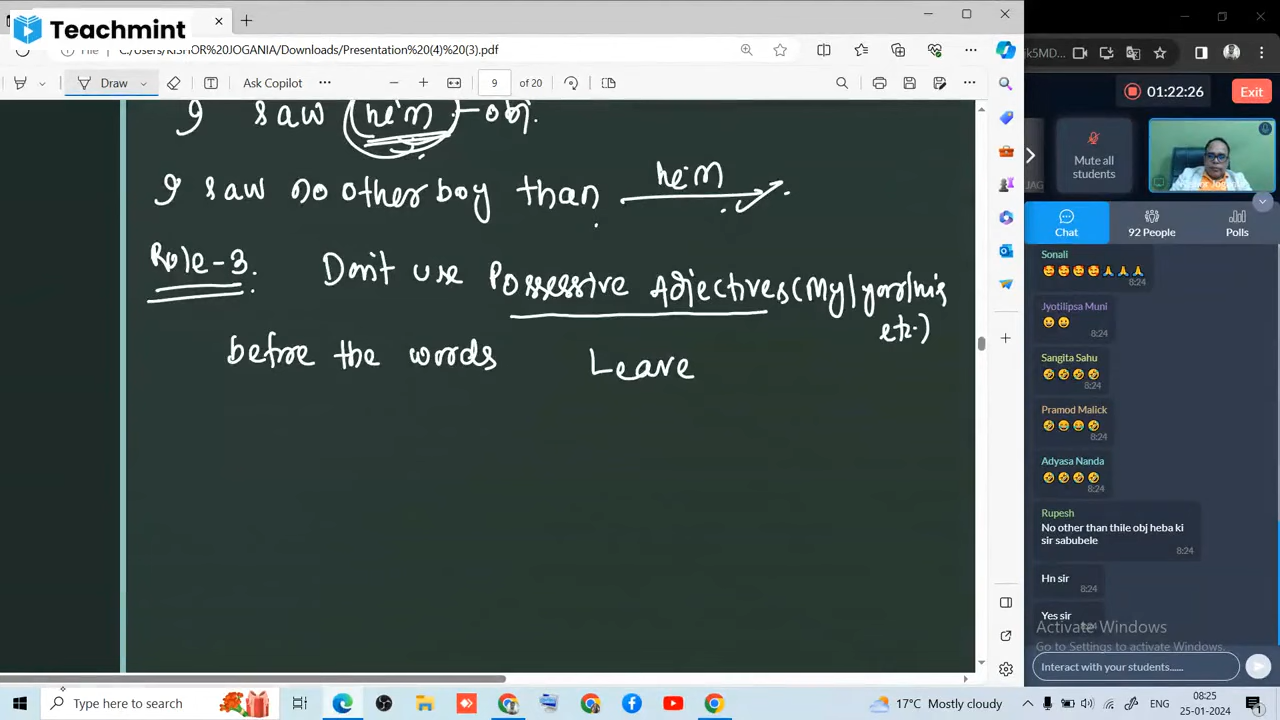 Teachmint
File
C:/Users/KISHOR%20JOGANIA/Downloads/Presentation%20(4)%20(3).pdf
Draw
Ask Copilot
9 of 20
I saw him - obj.
I saw no other boy than him
Rule-3. Don't use Possessive Adjectives (My/your/his
etc.)
before the words Leave
01:22:26
Exit
Mute all
students
JAG
Chat
92 People
Polls
Sonali
8:24
Jyotilipsa Muni
8:24
Sangita Sahu
8:24
Pramod Malick
8:24
Adyasa Nanda
8:24
Rupesh
No other than thile obj heba ki
sir sabubele
8:24
Hn sir
8:24
Yes sir
8:24
Activate Windows
Go to Settings to activate Windows.
Interact with your students......
Type here to search
17°C Mostly cloudy
ENG
08:25
25-01-2024